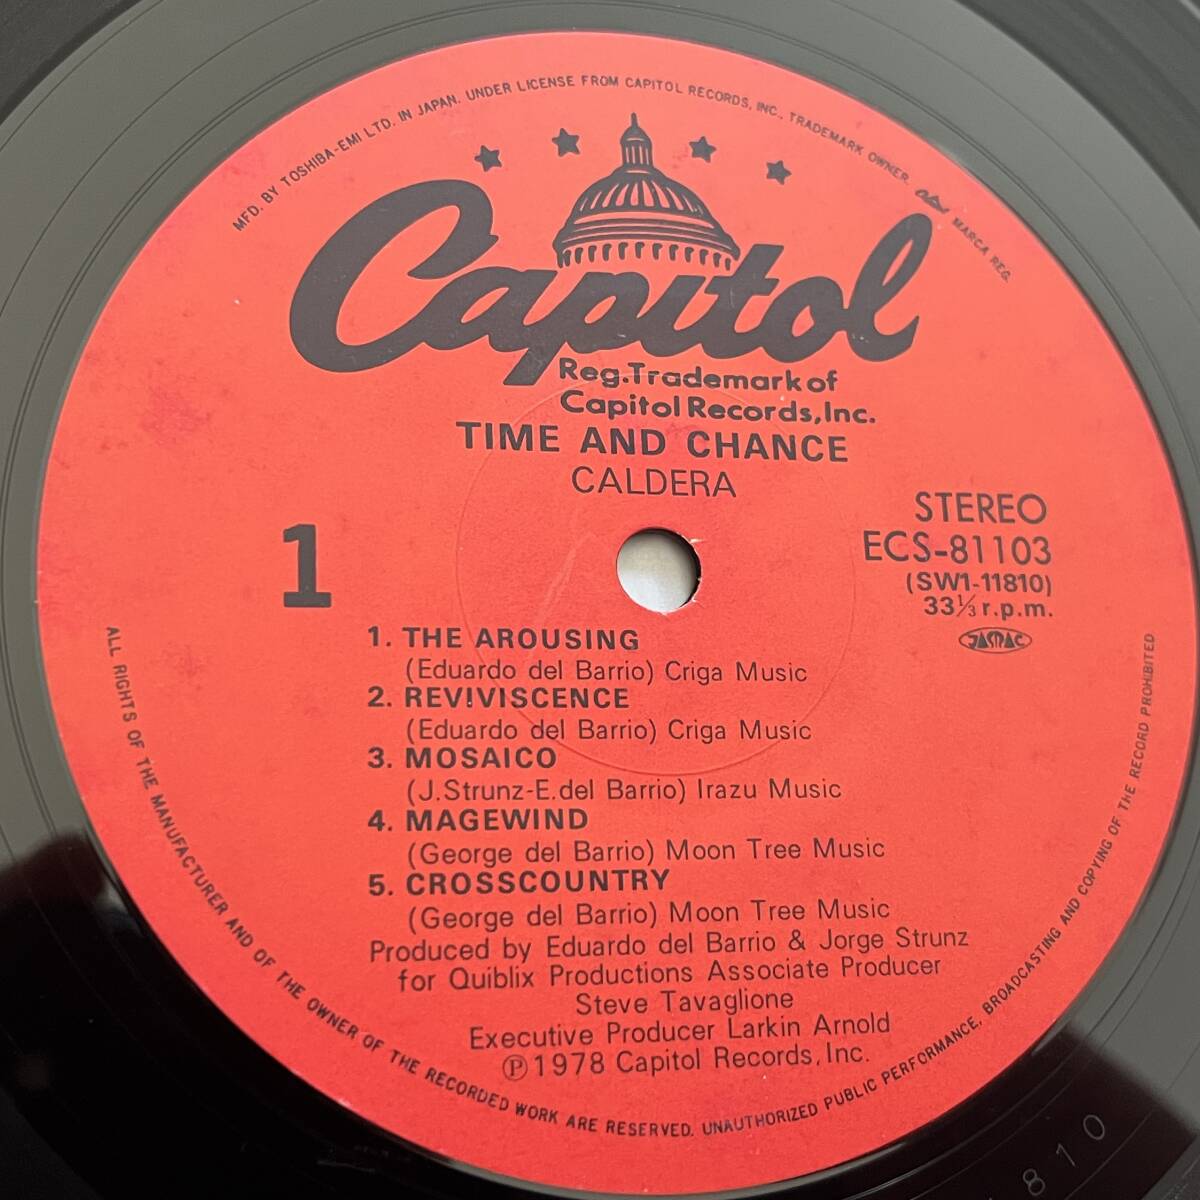 MFD. BY TOSHIBA-EMI LTD. IN JAPAN. UNDER LICENSE FROM CAPITOL RECORDS, INC., TRADEMARK OWNER. Capitol MARCA REG.
Capitol
Reg.Trademark of
Capitol Records,Inc.
TIME AND CHANCE
CALDERA
STEREO
ECS-81103
(SW1-11810)
33⅓ r.p.m.
JASRAC
1
1. THE AROUSING
(Eduardo del Barrio) Criga Music
2. REVIVISCENCE
(Eduardo del Barrio) Criga Music
3. MOSAICO
(J.Strunz-E.del Barrio) Irazu Music
4. MAGEWIND
(George del Barrio) Moon Tree Music
5. CROSSCOUNTRY
(George del Barrio) Moon Tree Music
Produced by Eduardo del Barrio & Jorge Strunz
for Quiblix Productions Associate Producer
Steve Tavaglione
Executive Producer Larkin Arnold
Ⓟ1978 Capitol Records, Inc.
ALL RIGHTS OF THE MANUFACTURER AND OF THE OWNER OF THE RECORDED WORK ARE RESERVED. UNAUTHORIZED PUBLIC PERFORMANCE, BROADCASTING AND COPYING OF THE RECORD PROHIBITED
810